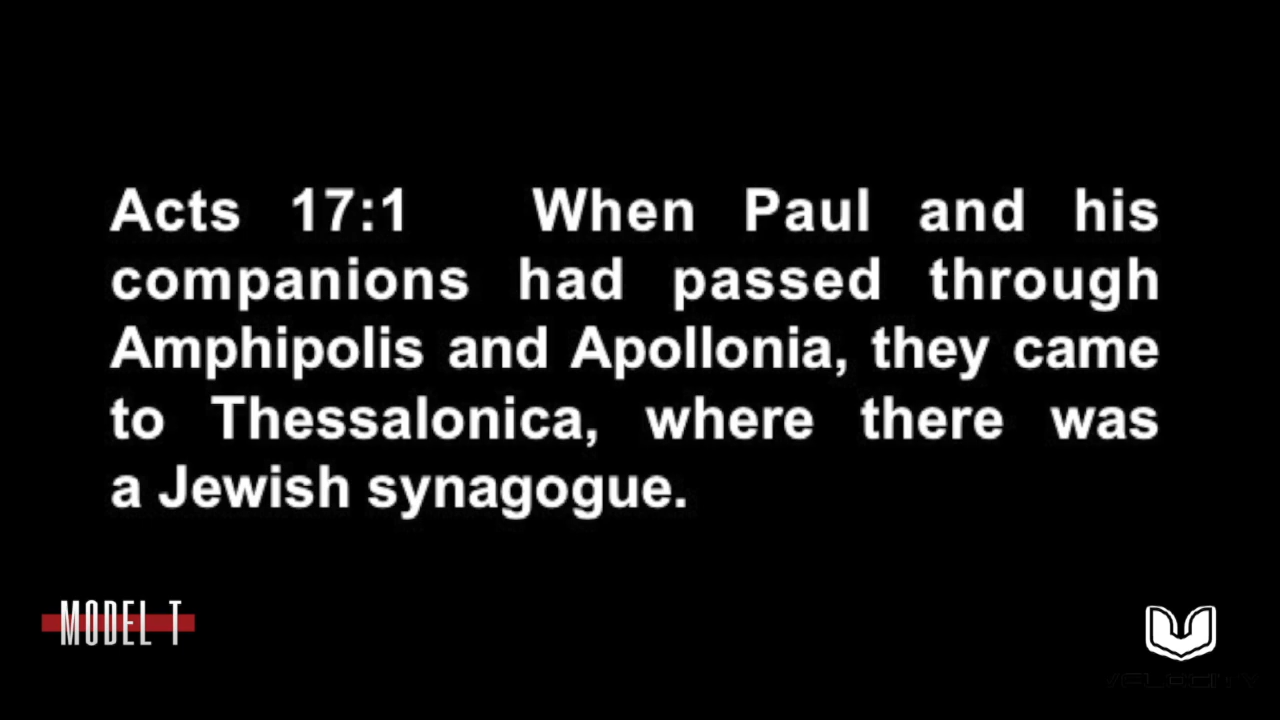 Acts 17:1 When Paul and his
companions had passed through
Amphipolis and Apollonia, they came
to Thessalonica, where there was
a Jewish synagogue.
MODEL T
VELOCITY